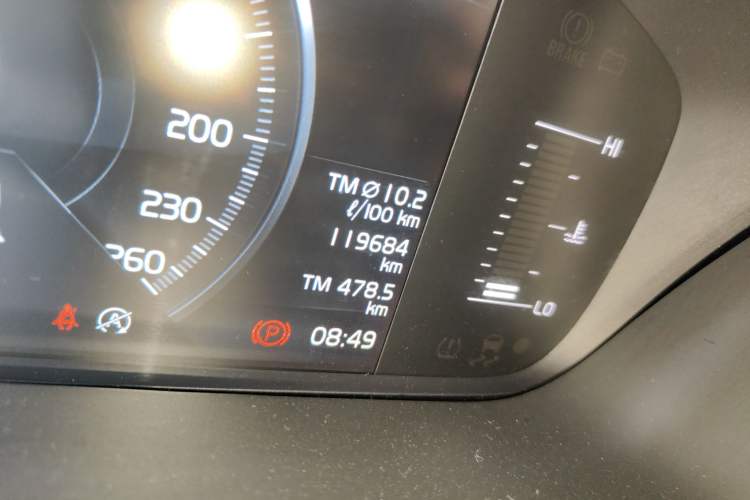 200
230
260
TM Ø 10.2
ℓ/100 km
119684
km
TM 478.5
km
08:49
P
A
BRAKE
HI
LO